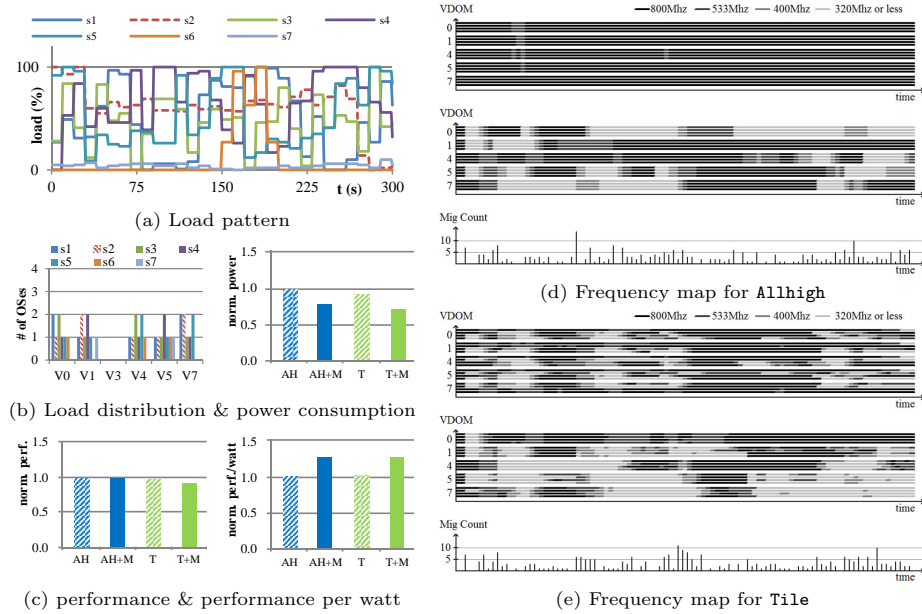 s1 s2 s3 s4
s5 s6 s7
load (%)
100
0
0 75 150 225 300
t (s)
(a) Load pattern
s1 s2 s3 s4
s5 s6 s7
# of OSes
4
3
2
1
0
V0 V1 V3 V4 V5 V7
norm. power
1.5
1.0
0.5
0.0
AH AH+M T T+M
(b) Load distribution & power consumption
norm. perf.
1.5
1.0
0.5
0.0
AH AH+M T T+M
norm. perf./watt
1.5
1.0
0.5
0.0
AH AH+M T T+M
(c) performance & performance per watt
VDOM
800Mhz 533Mhz 400Mhz 320Mhz or less
0
1
4
5
7
time
VDOM
0
1
4
5
7
time
Mig Count
10
5
time
(d) Frequency map for Allhigh
VDOM
800Mhz 533Mhz 400Mhz 320Mhz or less
0
1
4
5
7
time
VDOM
0
1
4
5
7
time
Mig Count
10
5
time
(e) Frequency map for Tile